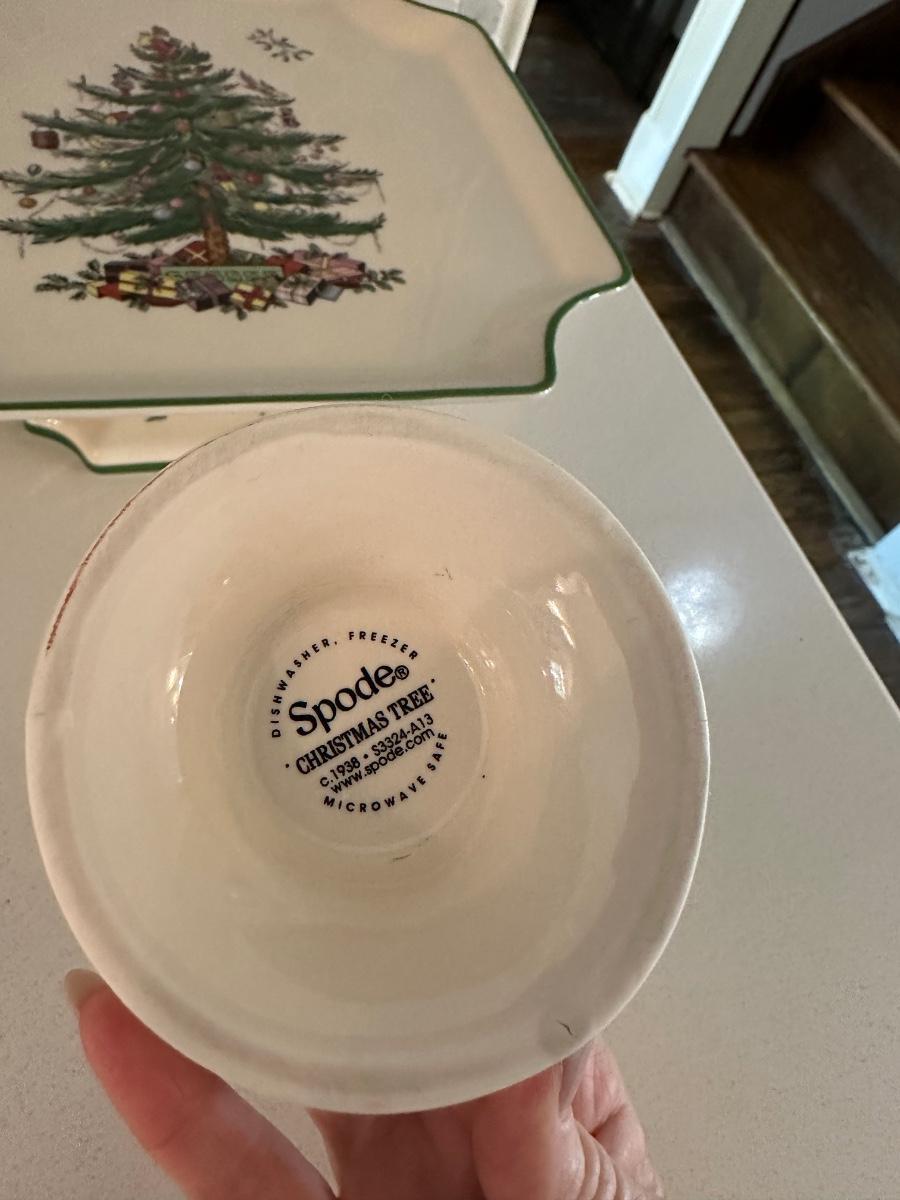 DISHWASHER, FREEZER
Spode®
· CHRISTMAS TREE ·
c.1938 • S3324-A13
www.spode.com
MICROWAVE SAFE